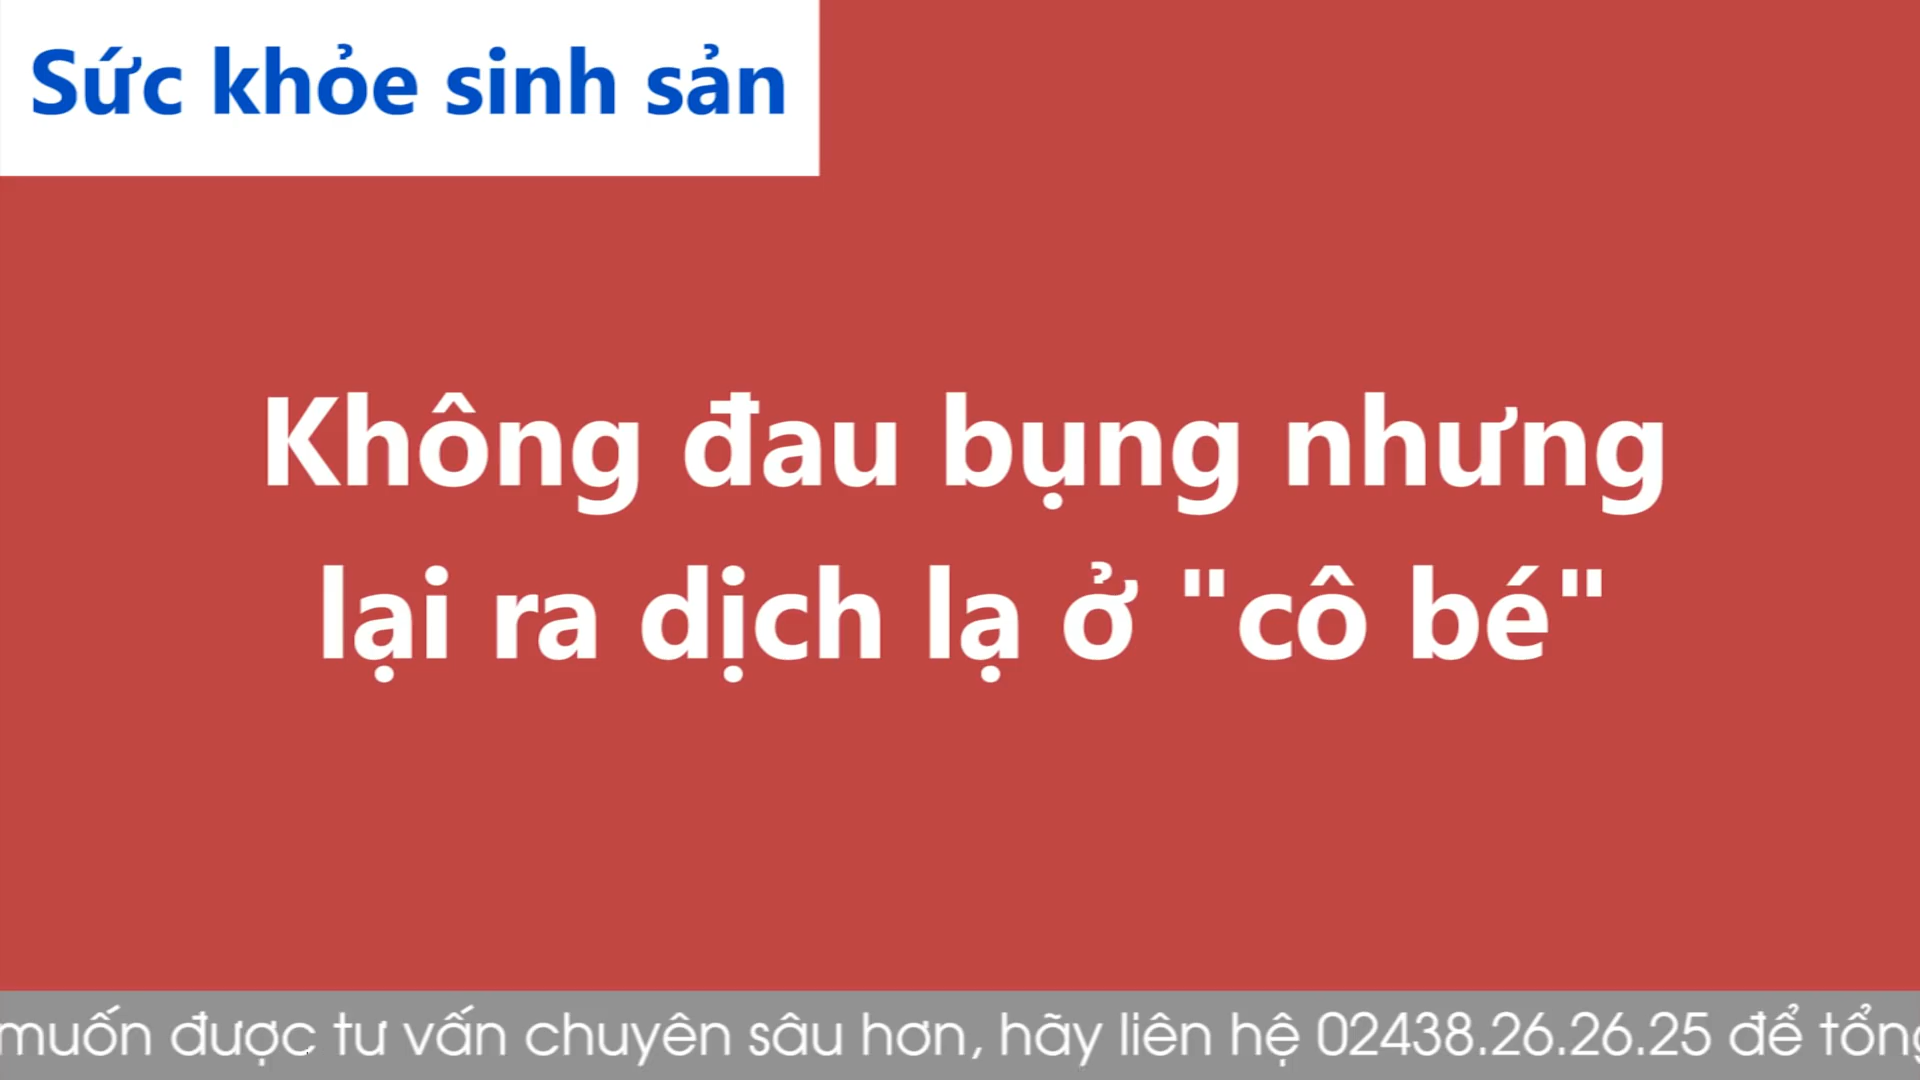 Sức khỏe sinh sản
Không đau bụng nhưng
lại ra dịch lạ ở "cô bé"
muốn được tư vấn chuyên sâu hơn, hãy liên hệ 02438.26.26.25 để tổng